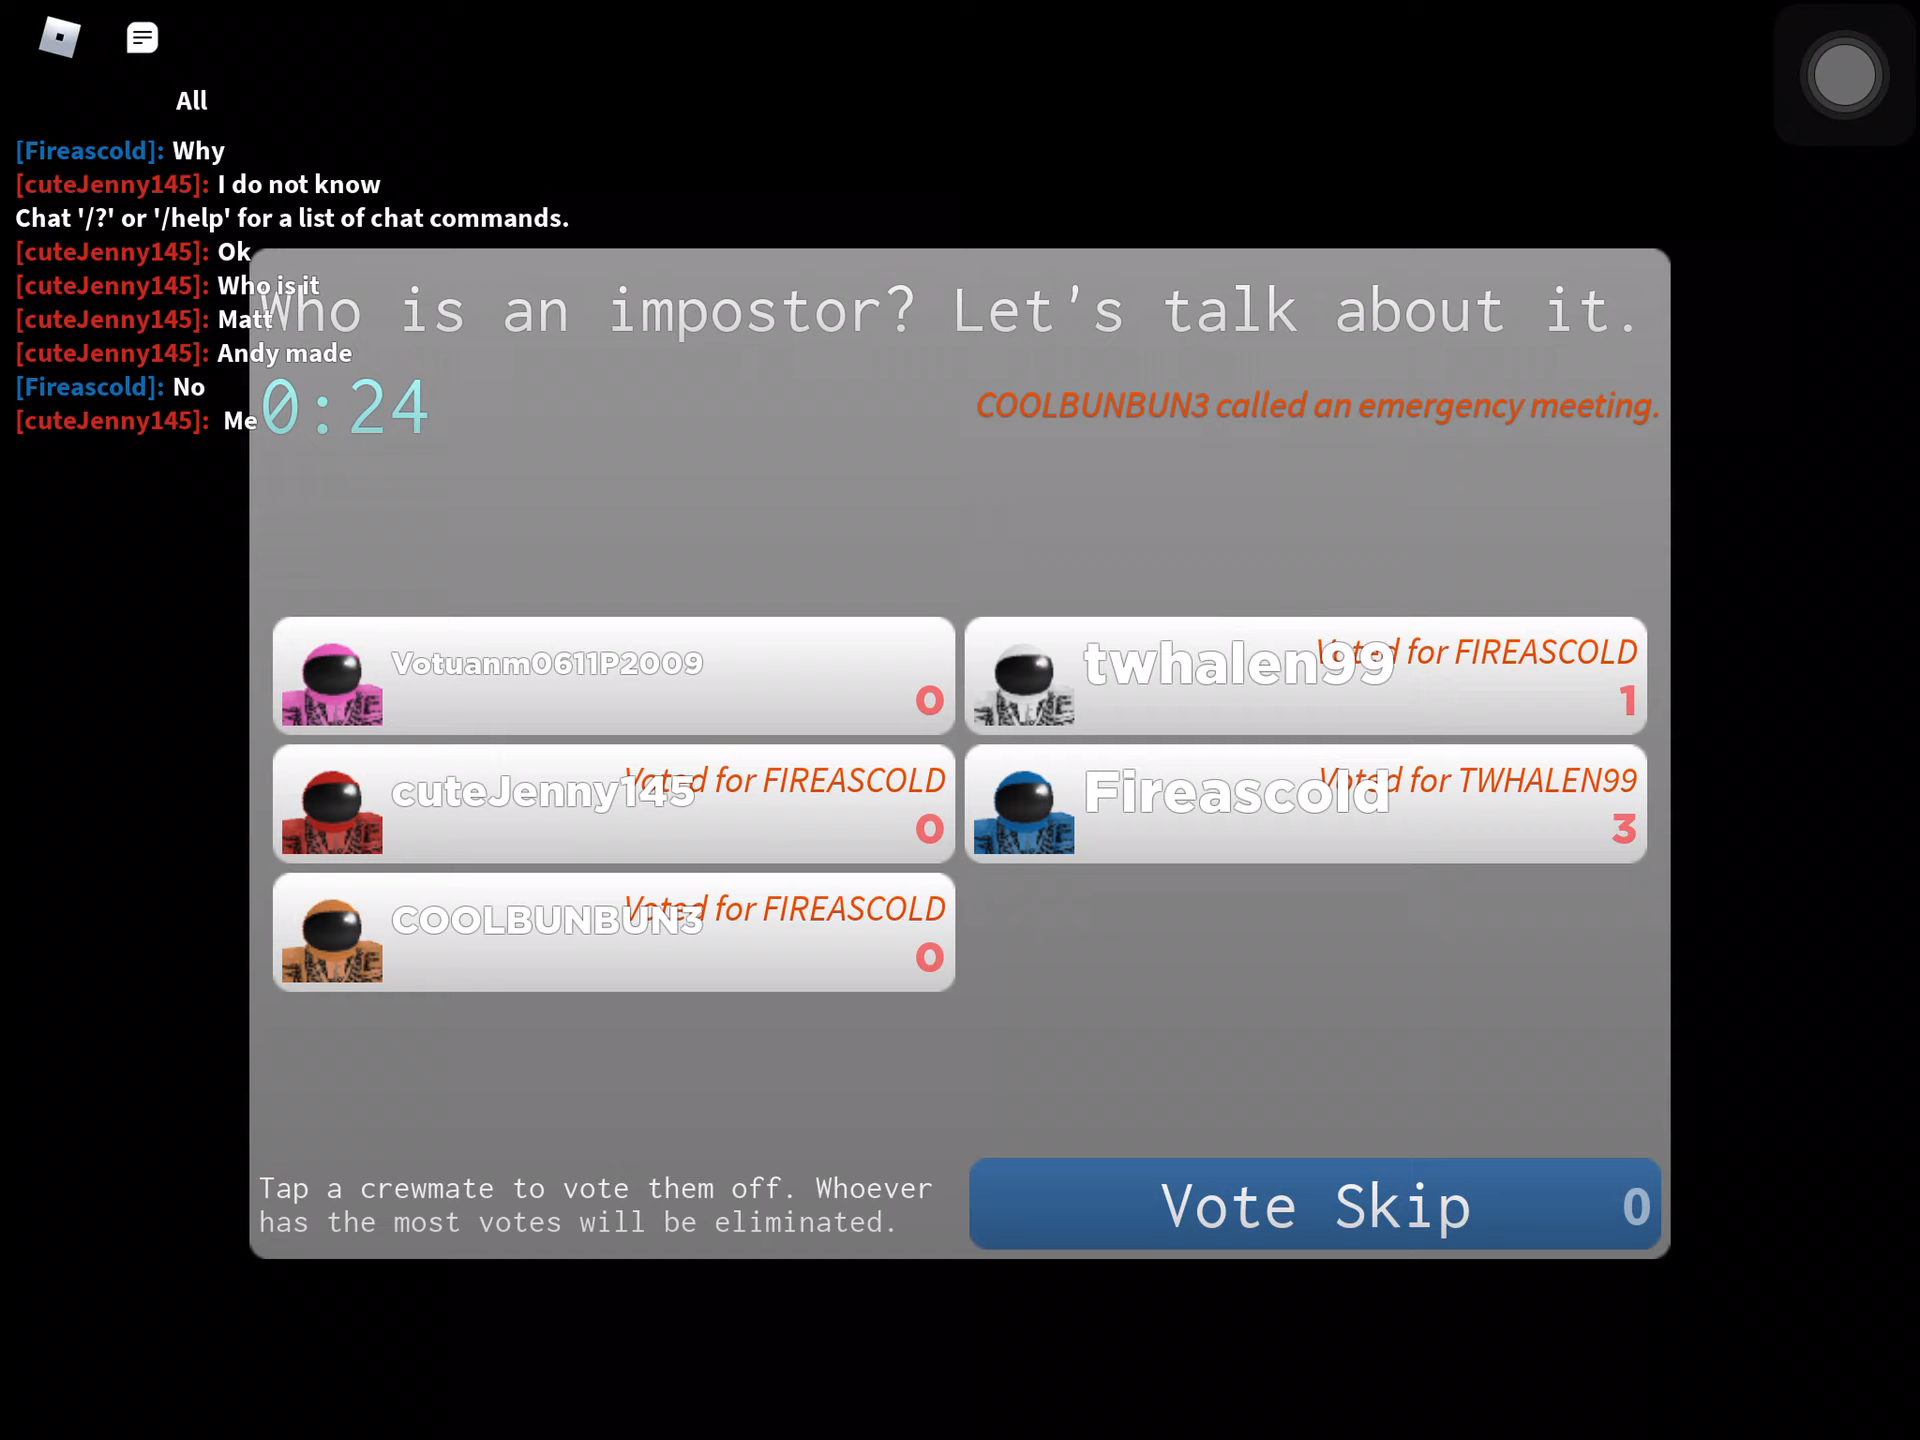 All
[Fireascold]: Why
[cuteJenny145]: I do not know
Chat '/?' or '/help' for a list of chat commands.
[cuteJenny145]: Ok
[cuteJenny145]: Who is it
[cuteJenny145]: Matt
[cuteJenny145]: Andy made
[Fireascold]: No
[cuteJenny145]: Me
Who is an impostor? Let's talk about it.
0:24
COOLBUNBUN3 called an emergency meeting.
Votuanm0611P2009
0
twhalen99
Voted for FIREASCOLD
1
cuteJenny145
Voted for FIREASCOLD
0
Fireascold
Voted for TWHALEN99
3
COOLBUNBUN3
Voted for FIREASCOLD
0
Tap a crewmate to vote them off. Whoever
has the most votes will be eliminated.
Vote Skip 0